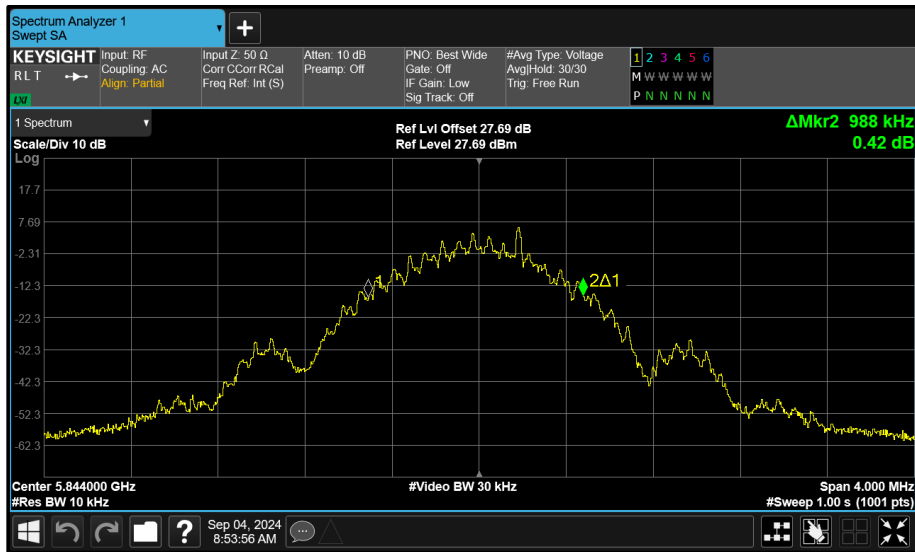 Spectrum Analyzer 1
Swept SA
KEYSIGHT
R L T
LXI
Input: RF
Coupling: AC
Align: Partial
Input Z: 50 Ω
Corr CCorr RCal
Freq Ref: Int (S)
Atten: 10 dB
Preamp: Off
PNO: Best Wide
Gate: Off
IF Gain: Low
Sig Track: Off
#Avg Type: Voltage
Avg|Hold: 30/30
Trig: Free Run
1 2 3 4 5 6
M W W W W W
P N N N N N
1 Spectrum
Scale/Div 10 dB
Ref Lvl Offset 27.69 dB
Ref Level 27.69 dBm
ΔMkr2 988 kHz
0.42 dB
Log
17.7
7.69
-2.31
-12.3
-22.3
-32.3
-42.3
-52.3
-62.3
1
2Δ1
Center 5.844000 GHz
#Video BW 30 kHz
Span 4.000 MHz
#Res BW 10 kHz
#Sweep 1.00 s (1001 pts)
?
Sep 04, 2024
8:53:56 AM